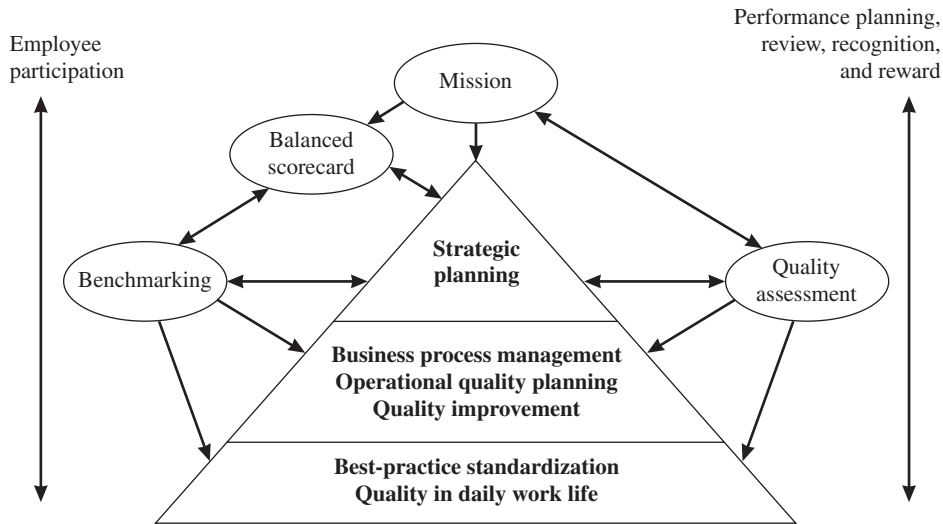 Employee
participation
Performance planning,
review, recognition,
and reward
Mission
Balanced
scorecard
Benchmarking
Strategic
planning
Quality
assessment
Business process management
Operational quality planning
Quality improvement
Best-practice standardization
Quality in daily work life